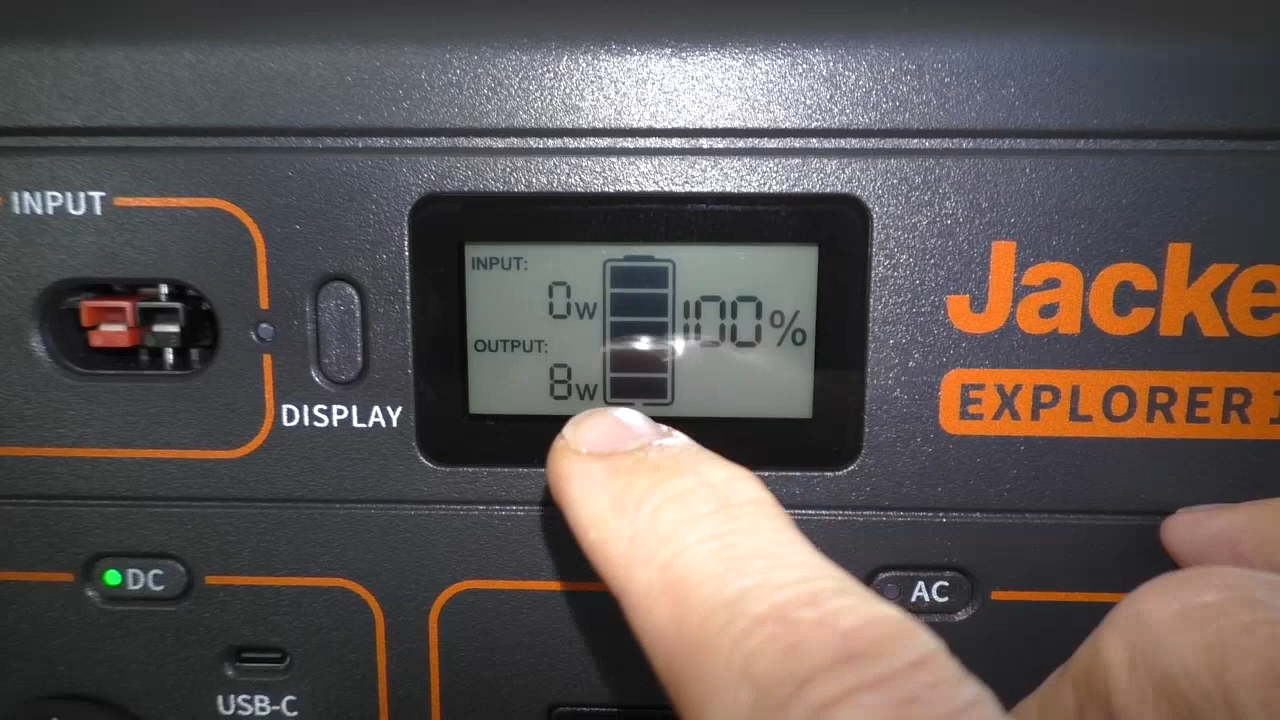 INPUT
DISPLAY
INPUT:
0w
OUTPUT:
8w
100%
Jacke
EXPLORER
DC
USB-C
AC